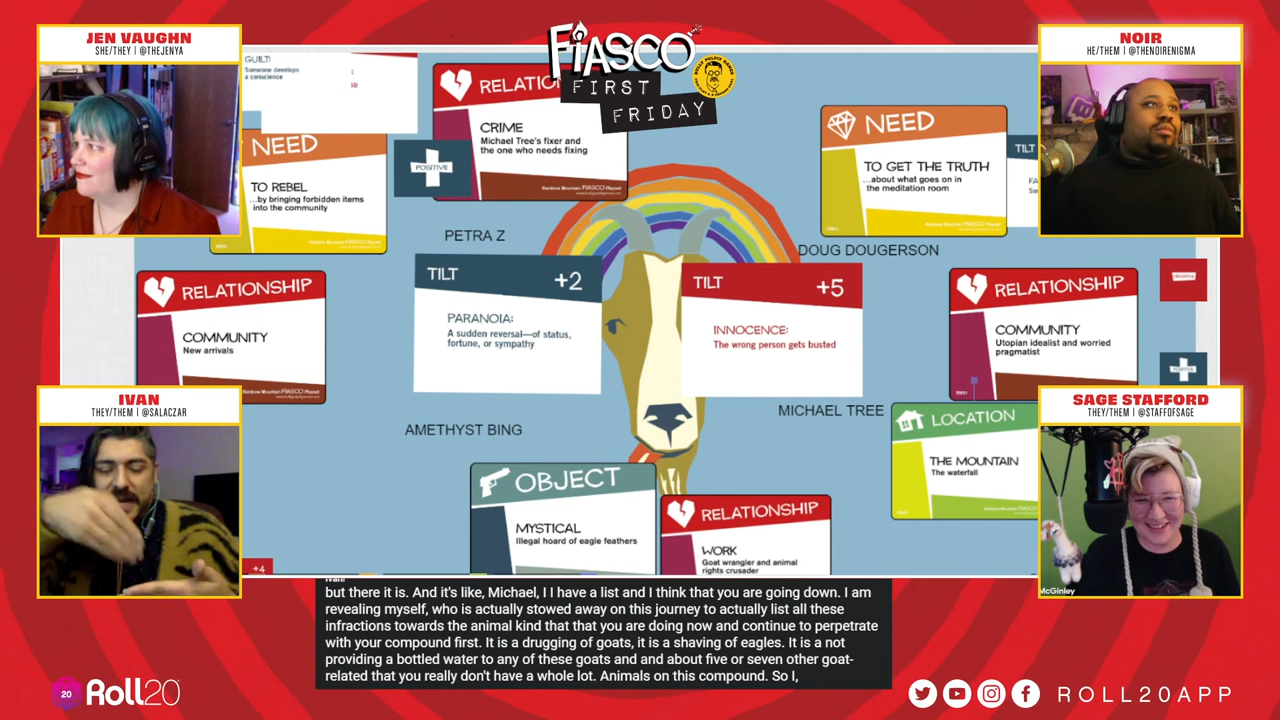 JEN VAUGHN
SHE/THEY | @THEJENYA
FIASCO
FIRST
FRIDAY
NOIR
HE/THEM | @THENOIRENIGMA
GUILT:
Someone develops
a conscience
NEED
TO REBEL
...by bringing forbidden items
into the community
POSITIVE
CRIME
Michael Tree's fixer and
the one who needs fixing
Rainbow Mountain FIASCO Playset
NEED
TO GET THE TRUTH
...about what goes on in
the meditation room
TILT
PETRA Z
DOUG DOUGERSON
RELATIONSHIP
COMMUNITY
New arrivals
TILT +2
PARANOIA:
A sudden reversal—of status,
fortune, or sympathy
TILT +5
INNOCENCE:
The wrong person gets busted
RELATIONSHIP
COMMUNITY
Utopian idealist and worried
pragmatist
NEGATIVE
POSITIVE
IVAN
THEY/THEM | @SALACZAR
AMETHYST BING
MICHAEL TREE
LOCATION
THE MOUNTAIN
The waterfall
SAGE STAFFORD
THEY/THEM | @STAFFOFSAGE
OBJECT
MYSTICAL
Illegal hoard of eagle feathers
RELATIONSHIP
WORK
Goat wrangler and animal
rights crusader
+4
McGinley
but there it is. And it's like, Michael, I I have a list and I think that you are going down. I am
revealing myself, who is actually stowed away on this journey to actually list all these
infractions towards the animal kind that that you are doing now and continue to perpetrate
with your compound first. It is a drugging of goats, it is a shaving of eagles. It is a not
providing a bottled water to any of these goats and and about five or seven other goat-
related that you really don't have a whole lot. Animals on this compound. So I,
20 Roll20
ROLL20APP